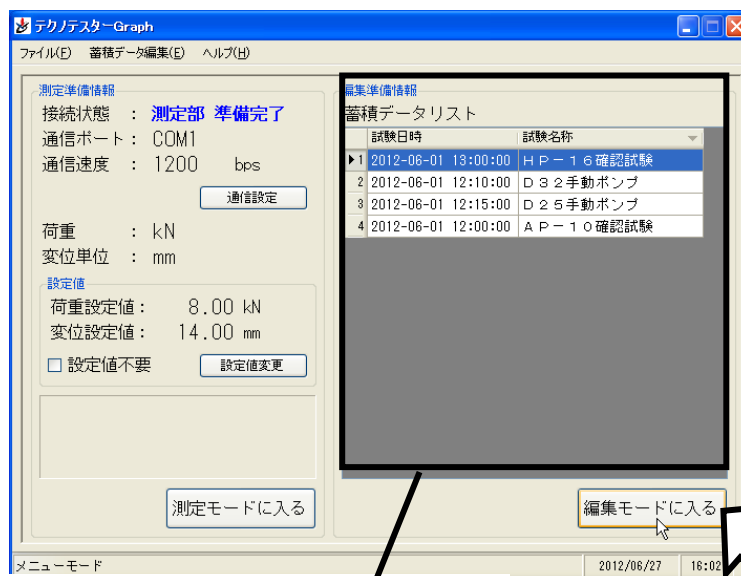 テクノテスターGraph
ファイル(F) 蓄積データ編集(E) ヘルプ(H)
測定準備情報
接続状態 : 測定部 準備完了
通信ポート : COM1
通信速度 : 1200 bps
通信設定
荷重 : kN
変位単位 : mm
設定値
荷重設定値 : 8.00 kN
変位設定値 : 14.00 mm
設定値不要 設定値変更
測定モードに入る
編集準備情報
蓄積データリスト
試験日時 試験名称
1 2012-06-01 13:00:00 HP-16確認試験
2 2012-06-01 12:10:00 D32手動ポンプ
3 2012-06-01 12:15:00 D25手動ポンプ
4 2012-06-01 12:00:00 AP-10確認試験
編集モードに入る
メニューモード 2012/06/27 16:02